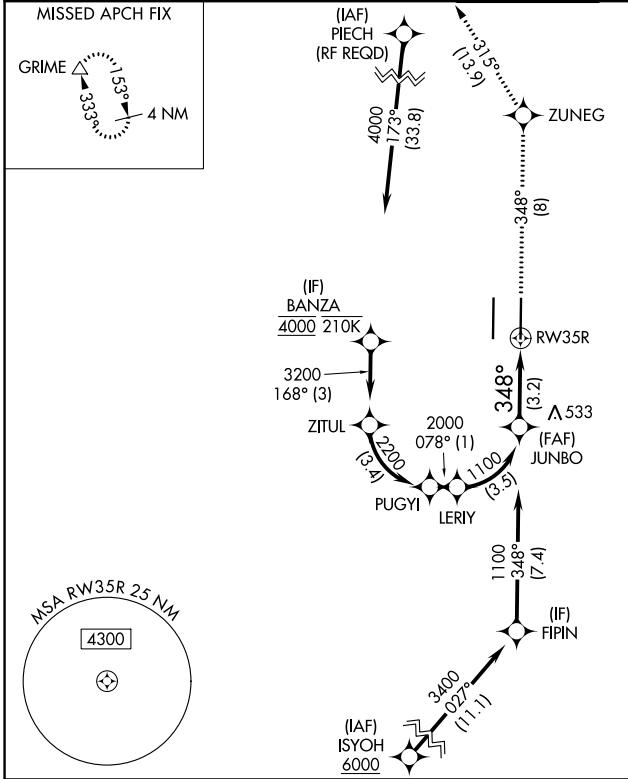 MISSED APCH FIX
GRIME
153°
333°
4 NM
(IAF)
PIECH
(RF REQD)
4000
173°
(33.8)
315°
(13.9)
ZUNEG
348°
(8)
(IF)
BANZA
4000 210K
RW35R
3200
168° (3)
348°
(3.2)
533
ZITUL
2200
(3.4)
2000
078° (1)
1100
(3.5)
(FAF)
JUNBO
PUGYI
LERIY
1100
348°
(7.4)
(IF)
FIPIN
MSA RW35R 25 NM
4300
3400
027°
(11.1)
(IAF)
ISYOH
6000